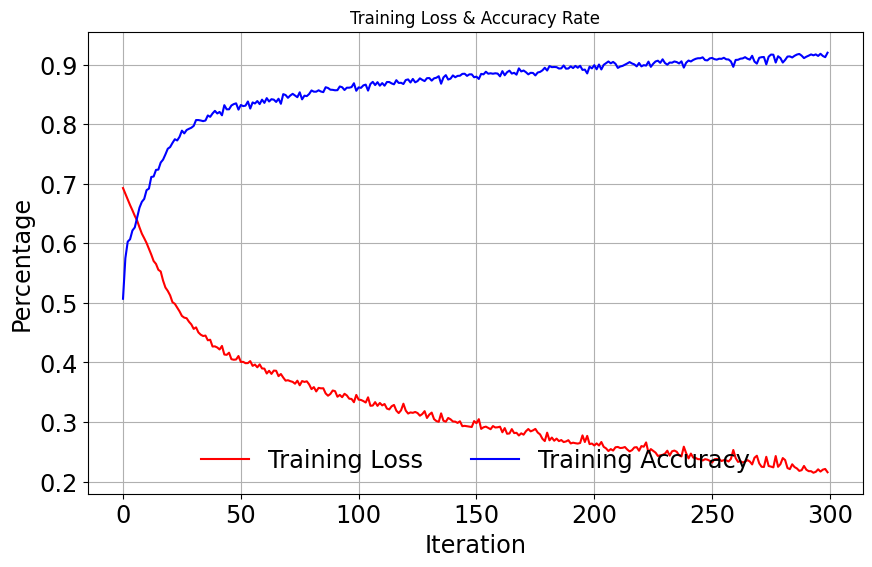 Training Loss & Accuracy Rate
Percentage
0.9
0.8
0.7
0.6
0.5
0.4
0.3
0.2
Training Loss Training Accuracy
0 50 100 150 200 250 300
Iteration